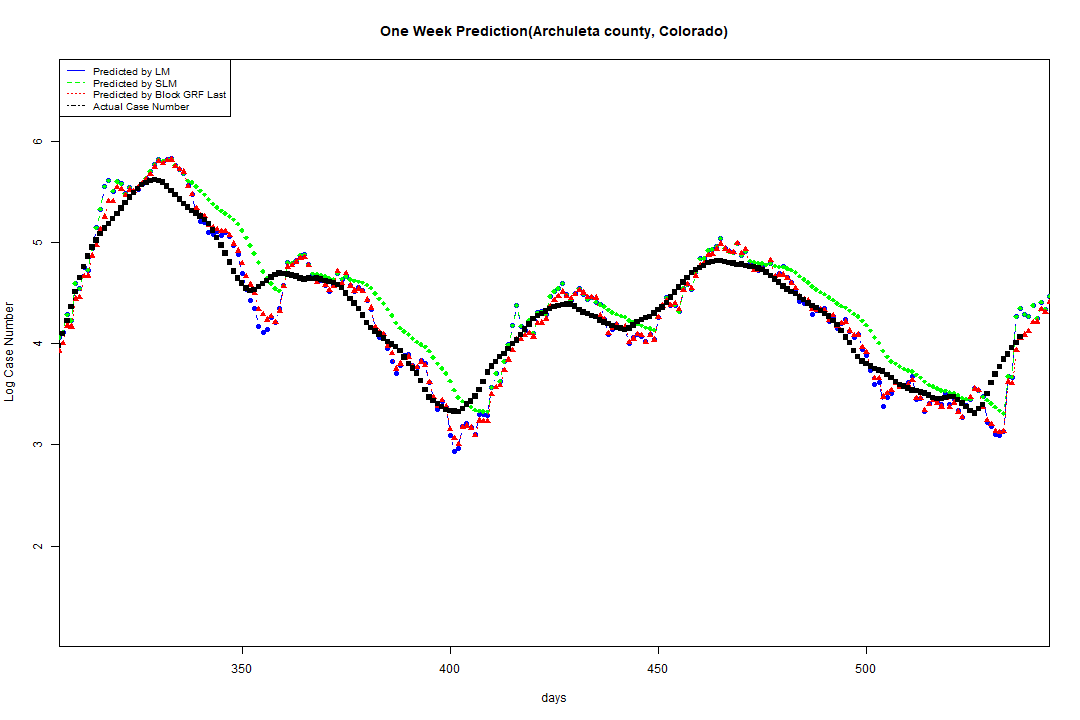 One Week Prediction(Archuleta county, Colorado)
Predicted by LM
Predicted by SLM
Predicted by Block GRF Last
Actual Case Number
6
5
4
3
2
Log Case Number
350 400 450 500
days